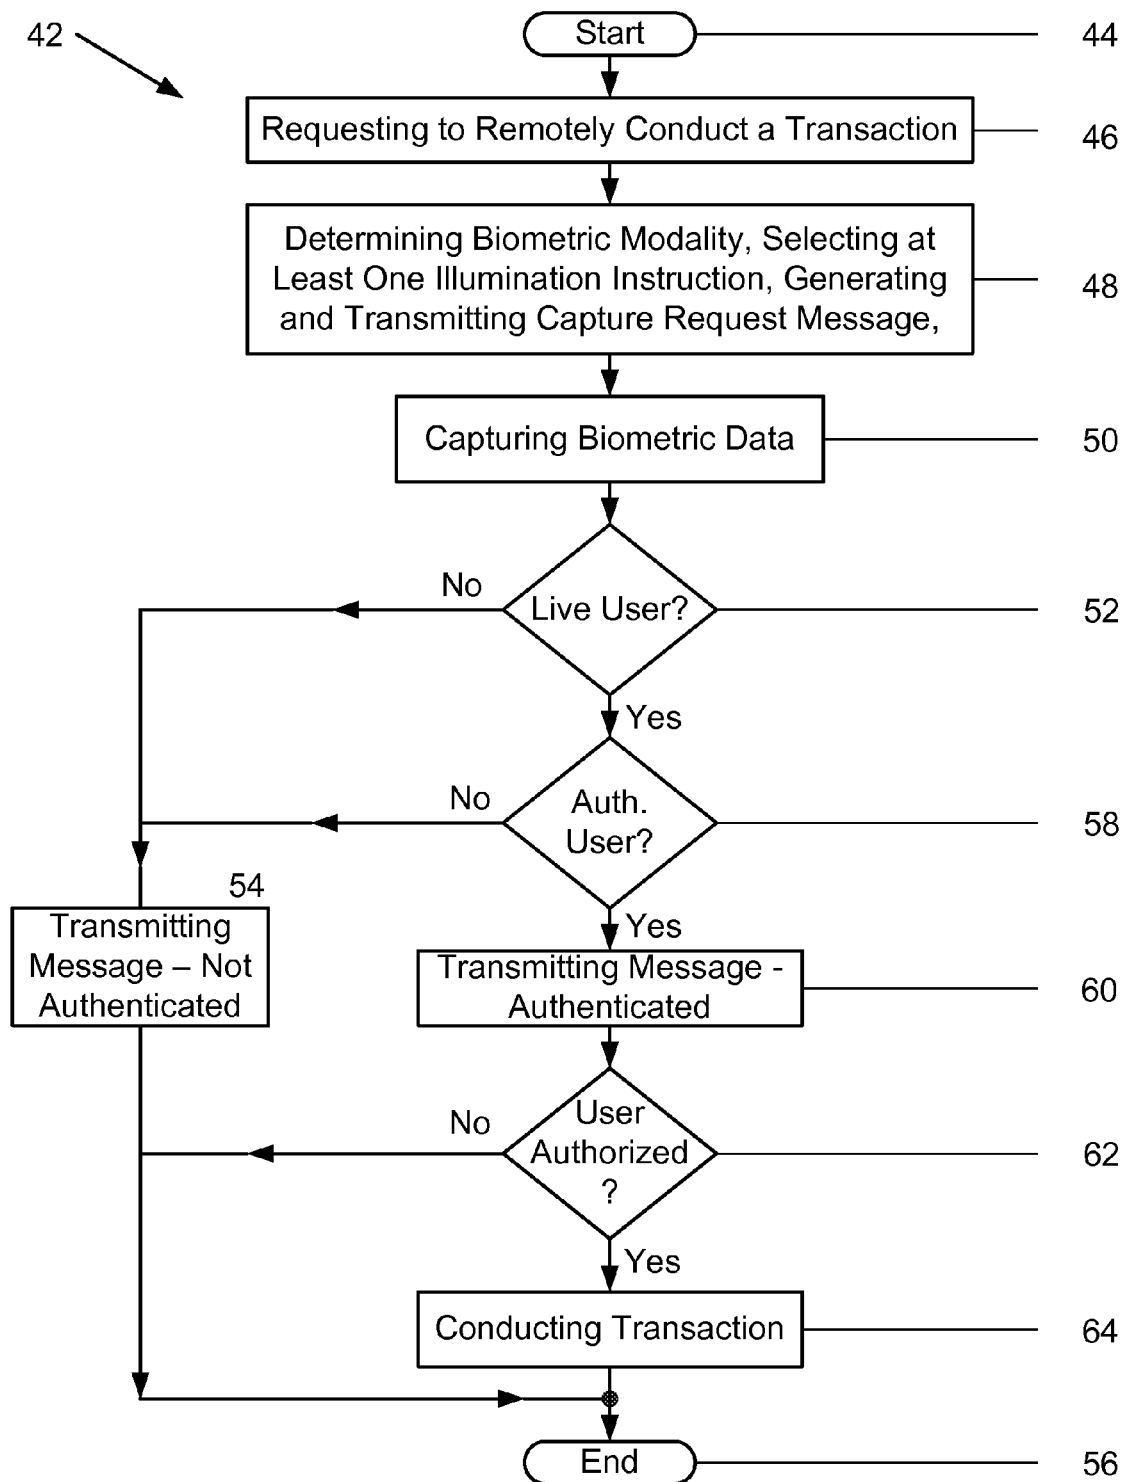 42
Start
44
Requesting to Remotely Conduct a Transaction
46
Determining Biometric Modality, Selecting at
Least One Illumination Instruction, Generating
and Transmitting Capture Request Message,
48
Capturing Biometric Data
50
No
Live User?
52
Yes
No
Auth.
User?
58
54
Transmitting
Message – Not
Authenticated
Yes
Transmitting Message -
Authenticated
60
No
User
Authorized
?
62
Yes
Conducting Transaction
64
End
56